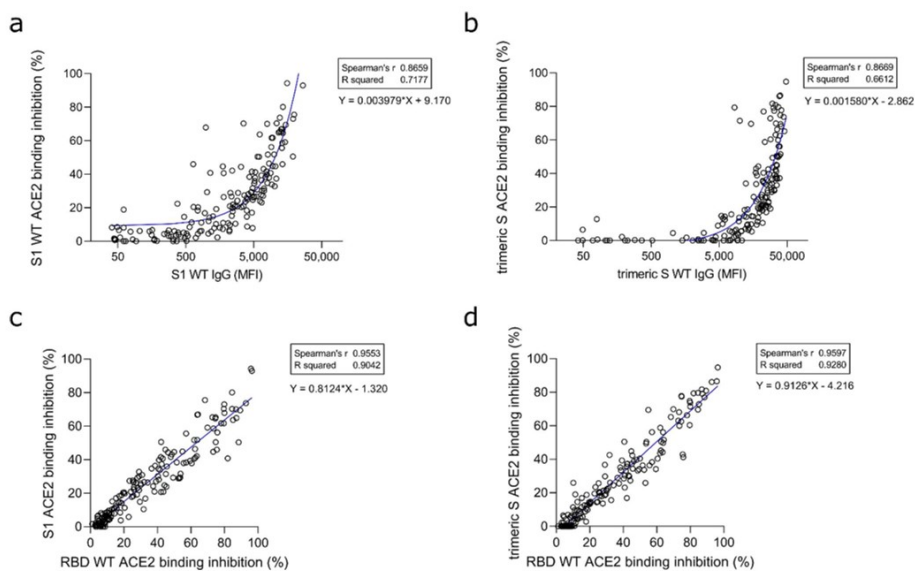 a
S1 WT ACE2 binding inhibition (%)
100
80
60
40
20
0
50
500
5,000
50,000
S1 WT IgG (MFI)
Spearman's r 0.8659
R squared 0.7177
Y = 0.003979*X + 9.170
b
trimeric S ACE2 binding inhibition (%)
100
80
60
40
20
0
50
500
5,000
50,000
trimeric S WT IgG (MFI)
Spearman's r 0.8669
R squared 0.6612
Y = 0.001580*X - 2.862
c
S1 ACE2 binding inhibition (%)
100
80
60
40
20
0
0
20
40
60
80
100
RBD WT ACE2 binding inhibition (%)
Spearman's r 0.9553
R squared 0.9042
Y = 0.8124*X - 1.320
d
trimeric S ACE2 binding inhibition (%)
100
80
60
40
20
0
0
20
40
60
80
100
RBD WT ACE2 binding inhibition (%)
Spearman's r 0.9597
R squared 0.9280
Y = 0.9126*X - 4.216